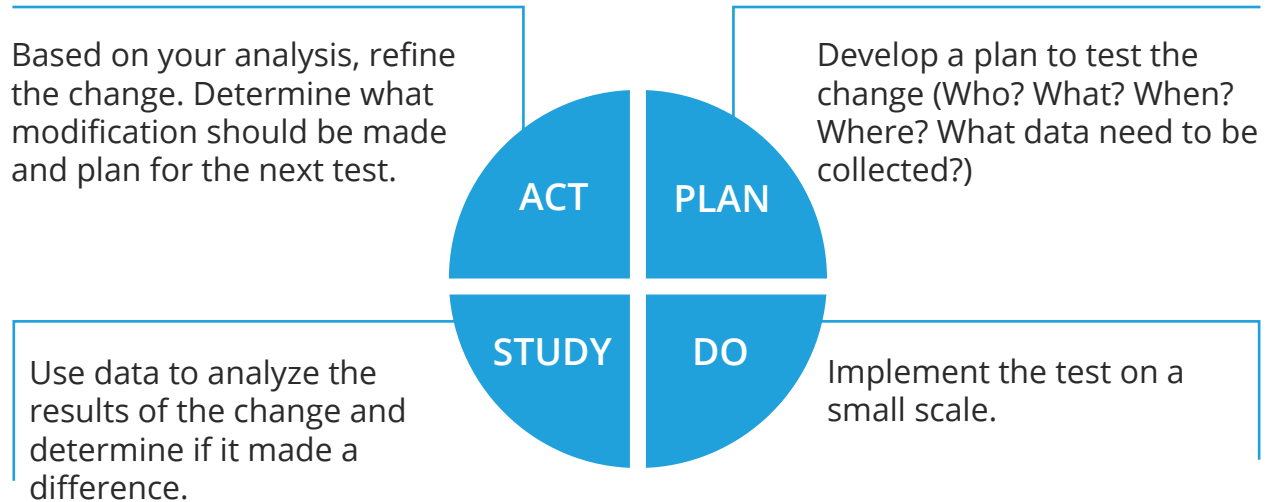 Based on your analysis, refine
the change. Determine what
modification should be made
and plan for the next test.
Develop a plan to test the
change (Who? What? When?
Where? What data need to be
collected?)
ACT
PLAN
STUDY
DO
Use data to analyze the
results of the change and
determine if it made a
difference.
Implement the test on a
small scale.